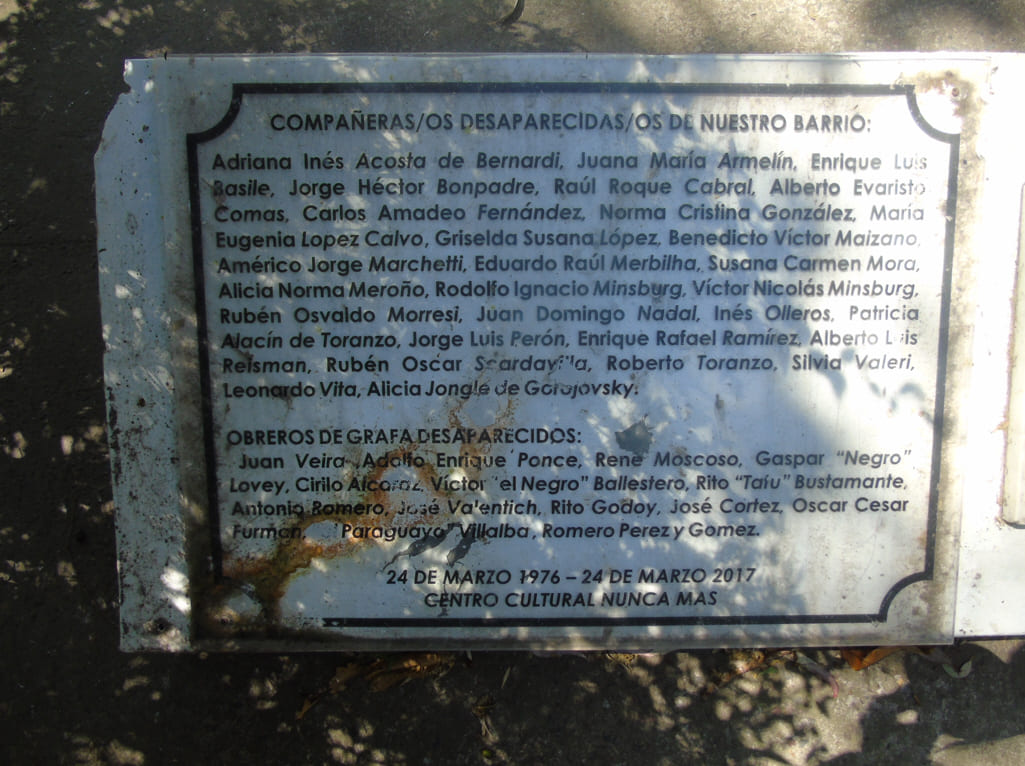 COMPAÑERAS/OS DESAPARECIDAS/OS DE NUESTRO BARRIO:
Adriana Inés Acosta de Bernardi, Juana María Armelín, Enrique Luis
Basile, Jorge Héctor Bonpadre, Raúl Roque Cabral, Alberto Evaristo
Comas, Carlos Amadeo Fernández, Norma Cristina González, María
Eugenia Lopez Calvo, Griselda Susana López, Benedicto Víctor Maizano,
Américo Jorge Marchetti, Eduardo Raúl Merbilha, Susana Carmen Mora,
Alicia Norma Meroño, Rodolfo Ignacio Minsburg, Víctor Nicolás Minsburg,
Rubén Osvaldo Morresi, Juan Domingo Nadal, Inés Olleros, Patricia
Alacín de Toranzo, Jorge Luis Perón, Enrique Rafael Ramírez, Alberto Luis
Reisman, Rubén Oscar Scardavilla, Roberto Toranzo, Silvia Valeri,
Leonardo Vita, Alicia Jonglé de Gorojovsky.
OBREROS DE GRAFA DESAPARECIDOS:
Juan Veira, Adolfo Enrique Ponce, René Moscoso, Gaspar "Negro"
Lovey, Cirilo Alcaraz, Víctor "el Negro" Ballestero, Rito "Tatu" Bustamante,
Antonio Romero, José Valentich, Rito Godoy, José Cortez, Oscar Cesar
Furman, "Paraguayo" Villalba, Romero Perez y Gomez.
24 DE MARZO 1976 – 24 DE MARZO 2017
CENTRO CULTURAL NUNCA MAS